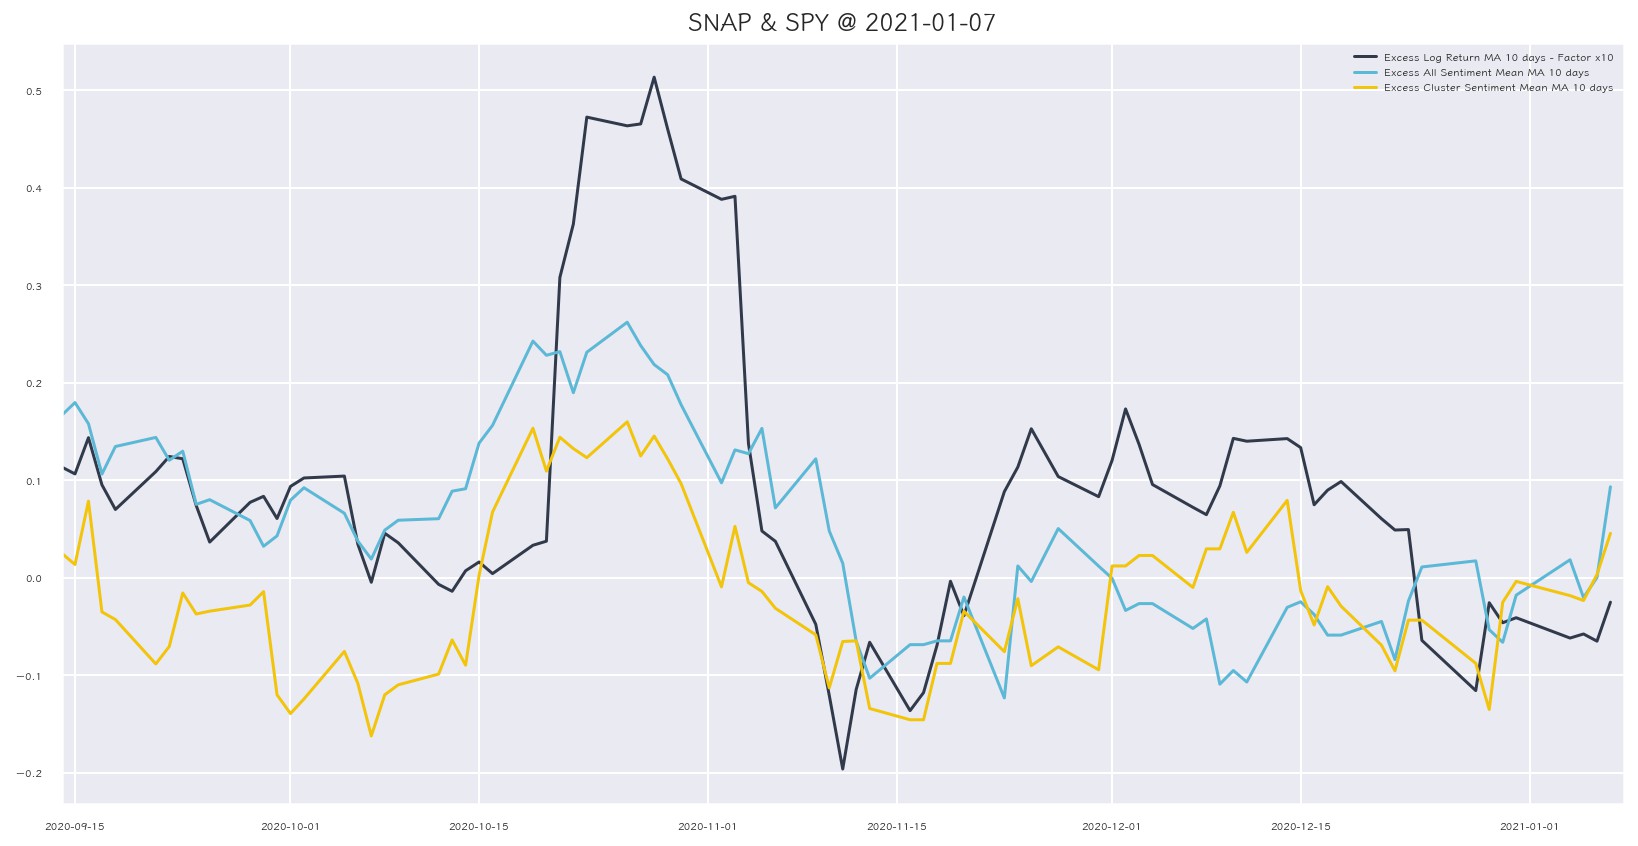 SNAP & SPY @ 2021-01-07
Excess Log Return MA 10 days - Factor x10
Excess All Sentiment Mean MA 10 days
Excess Cluster Sentiment Mean MA 10 days
0.5
0.4
0.3
0.2
0.1
0.0
−0.1
−0.2
2020-09-15 2020-10-01 2020-10-15 2020-11-01 2020-11-15 2020-12-01 2020-12-15 2021-01-01